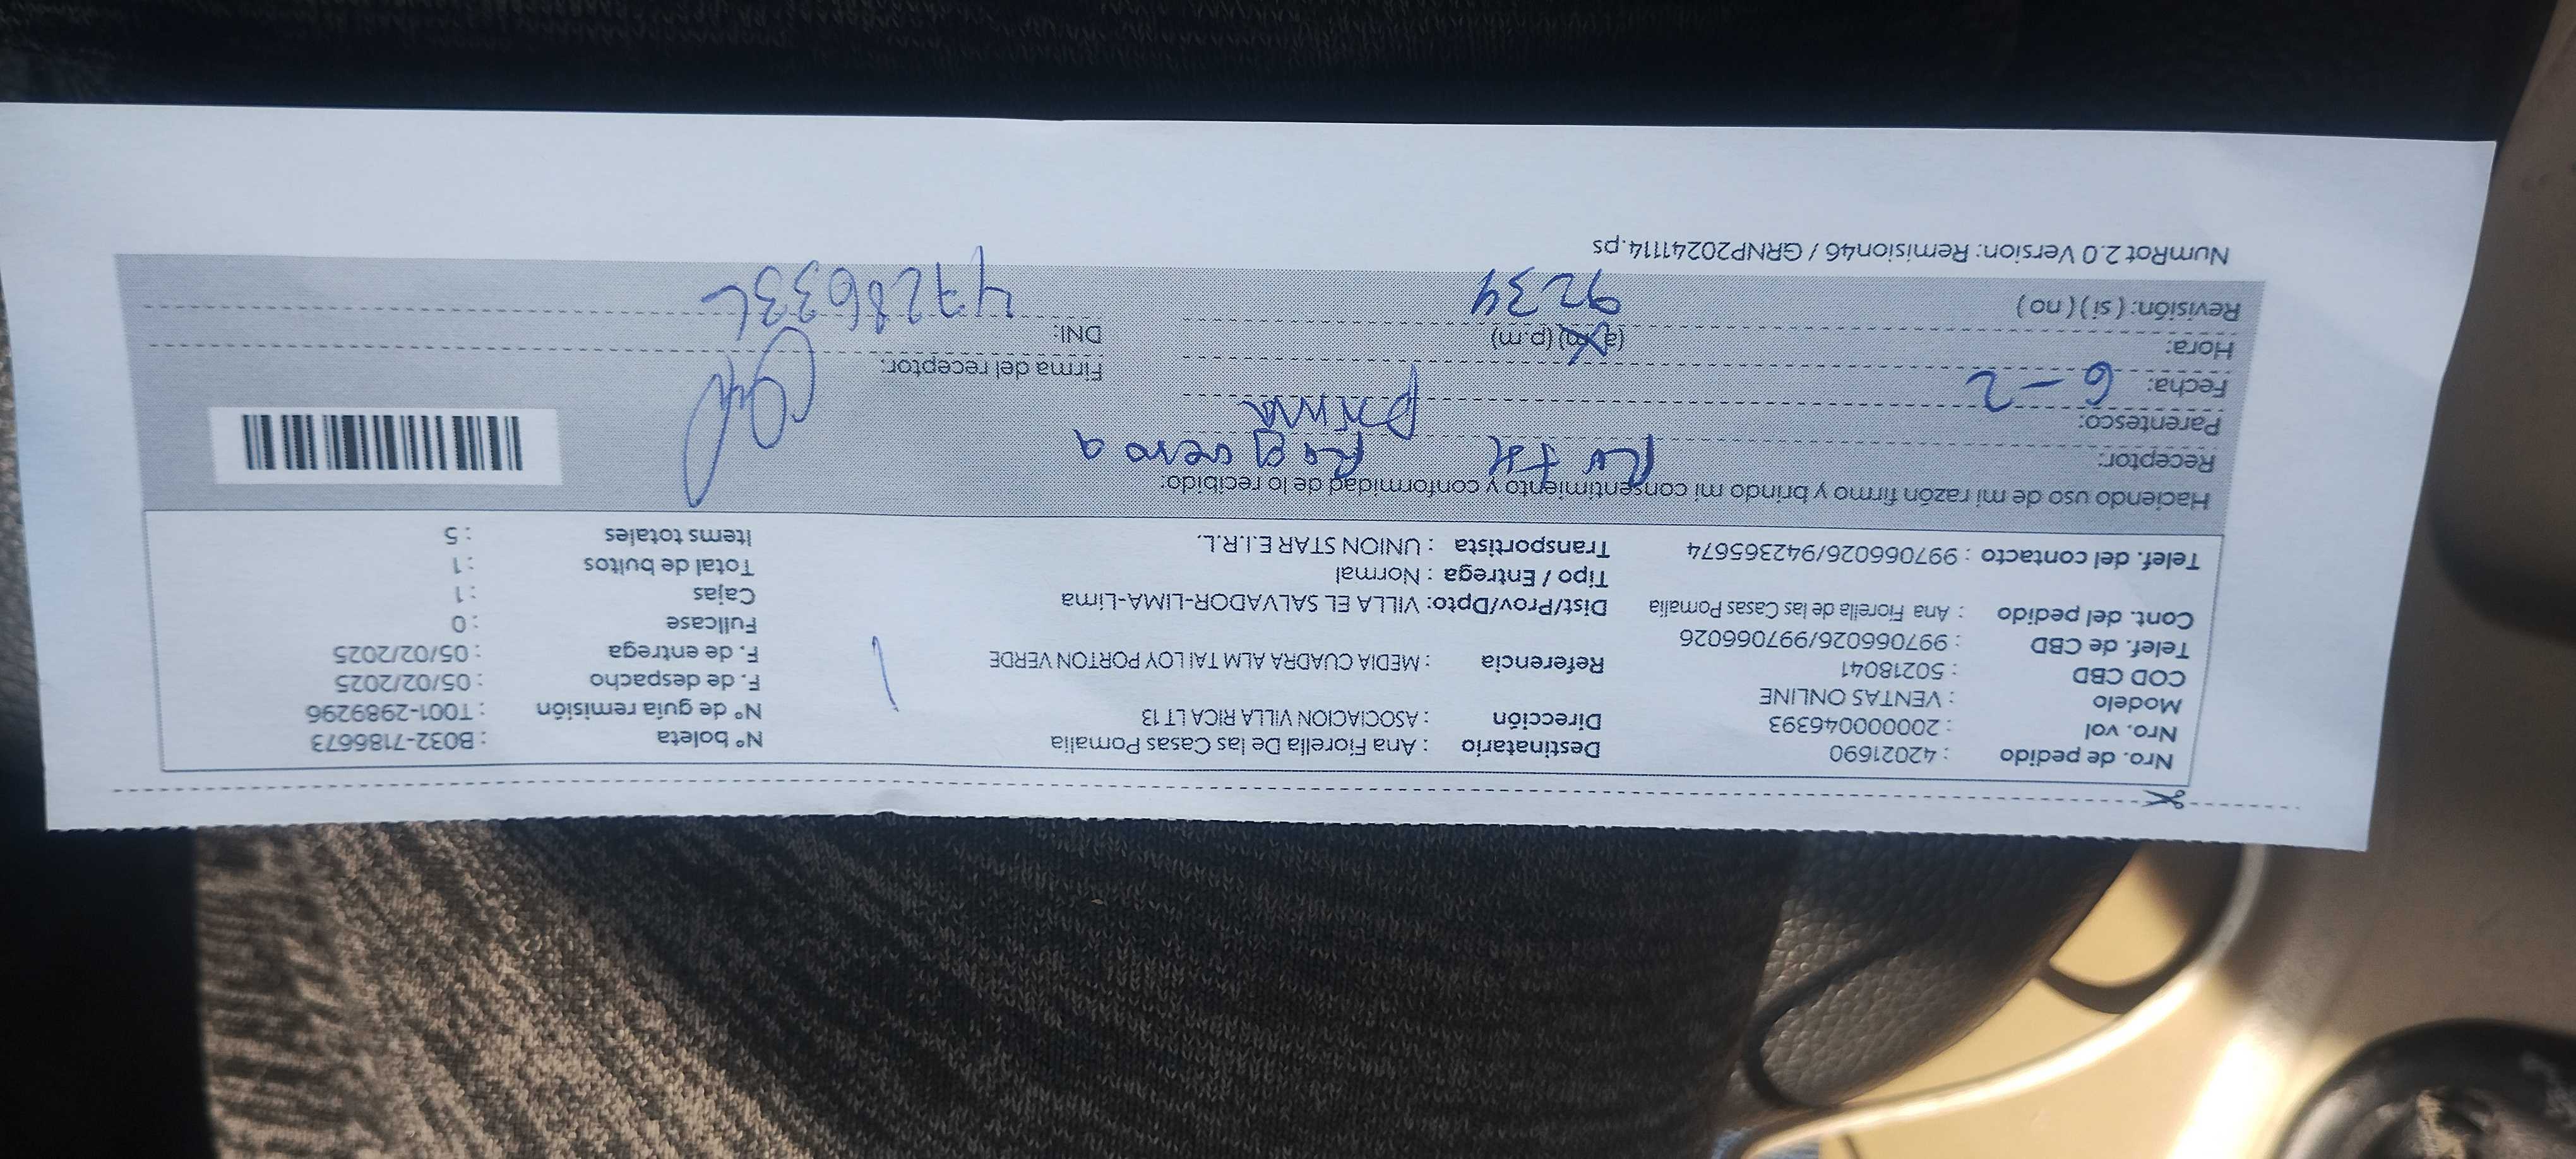 Nro. de pedido : 42021690
Nro. vol : 20000046393
Modelo : VENTAS ONLINE
COD CBD : 50218041
Telef. de CBD : 997066026/997066026
Cont. del pedido : Ana Fiorella de las Casas Pomalia
Telef. del contacto : 997066026/942365674
Destinatario : Ana Fiorella De las Casas Pomalia
Dirección : ASOCIACION VILLA RICA LT 13
Referencia : MEDIA CUADRA ALM TAI LOY PORTON VERDE
Dist/Prov/Dpto: VILLA EL SALVADOR-LIMA-Lima
Tipo / Entrega : Normal
Transportista : UNION STAR E.I.R.L.
N° boleta : B032-7186673
N° de guía remisión : T001-2989296
F. de despacho : 05/02/2025
F. de entrega : 05/02/2025
Fullcase : 0
Cajas : 1
Total de bultos : 1
Items totales : 5
Haciendo uso de mi razón firmo y brindo mi consentimiento y conformidad de lo recibido:
Receptor: Ruth
Parentesco: Prima
Fecha: 6-2
Hora: (a.m) (p.m)
Revisión: (si) (no) 9234
Firma del receptor:
DNI:
NumRot 2.0 Version: Remision46 / GRNP20241114.ps